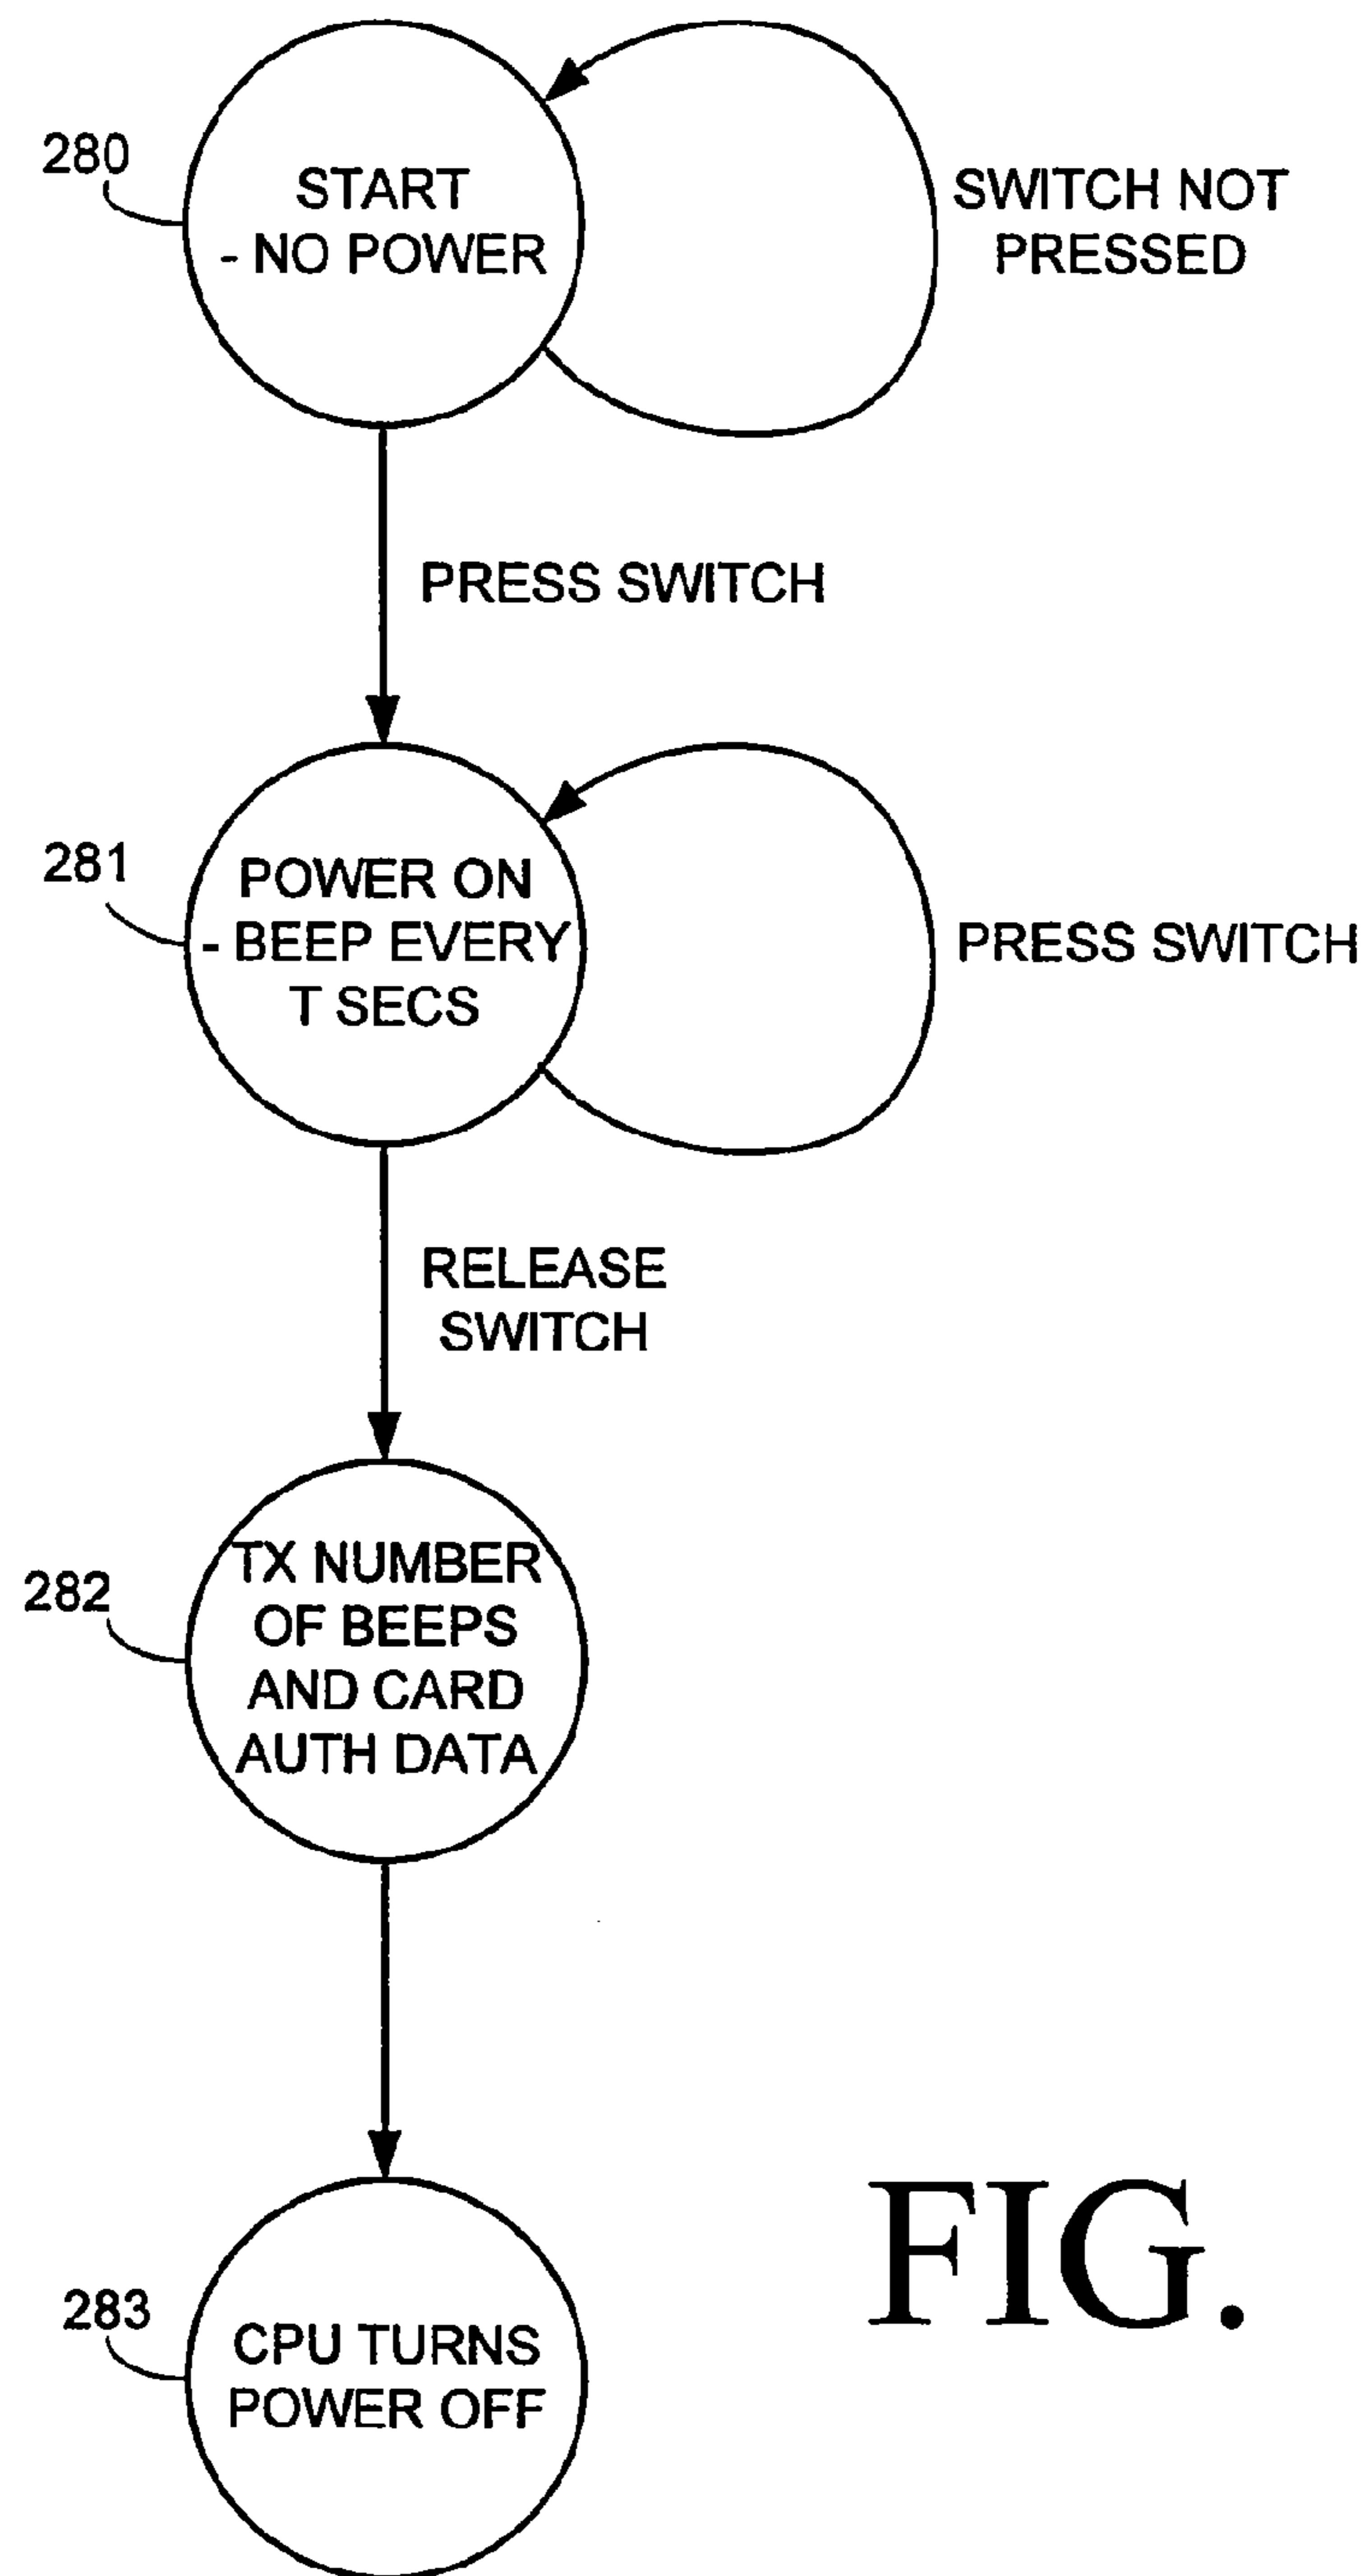 280
START
- NO POWER
SWITCH NOT
PRESSED
PRESS SWITCH
281
POWER ON
- BEEP EVERY
T SECS
PRESS SWITCH
RELEASE
SWITCH
282
TX NUMBER
OF BEEPS
AND CARD
AUTH DATA
283
CPU TURNS
POWER OFF
FIG.